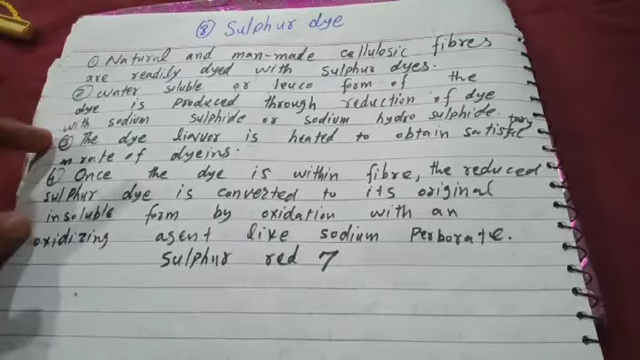 ⑧ Sulphur dye
① Natural and man-made cellulosic fibres
are readily dyed with sulphur dyes.
② Water soluble or leuco form of the
dye is produced through reduction of dye
with sodium sulphide or sodium hydro sulphide.
③ The dye liquor is heated to obtain satisfactory
rate of dyeins.
④ Once the dye is within fibre, the reduced
sulphur dye is converted to its original
insoluble form by oxidation with an
oxidizing agent like sodium perborate.
Sulphur red 7